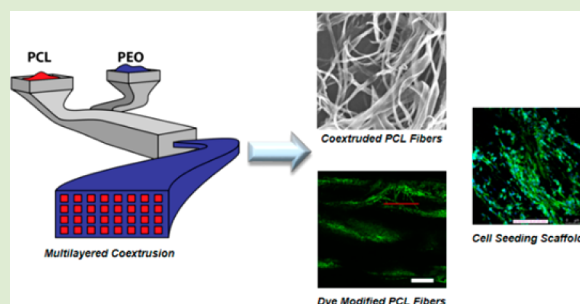 PCL
PEO
Multilayered Coextrusion
Coextruded PCL Fibers
Dye Modified PCL Fibers
Cell Seeding Scaffold